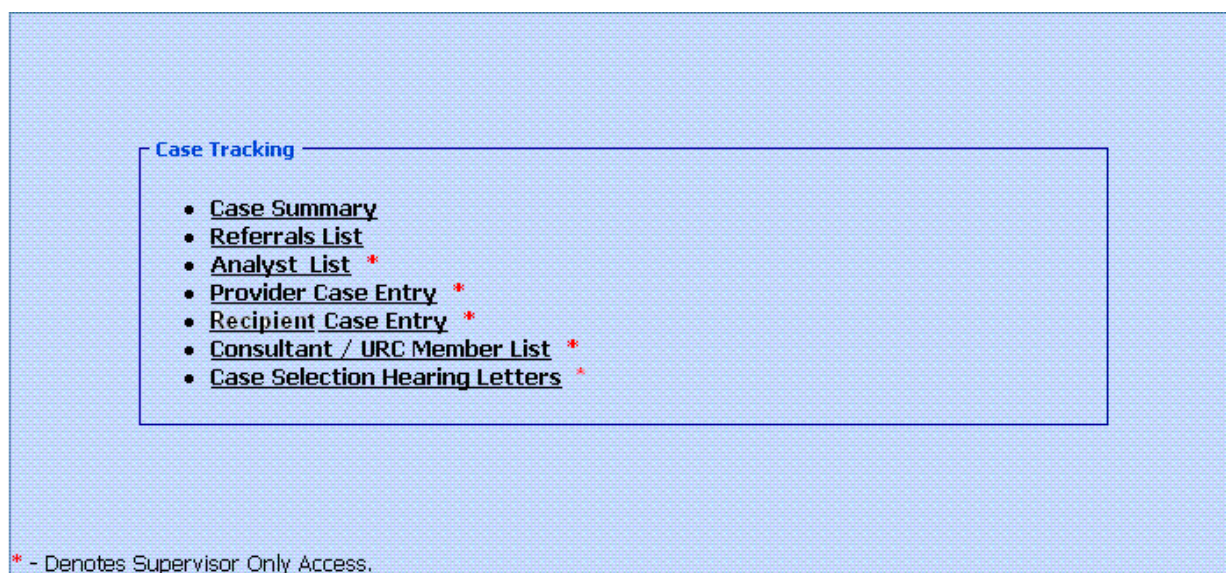 Case Tracking
Case Summary
Referrals List
Analyst List *
Provider Case Entry *
Recipient Case Entry *
Consultant / URC Member List *
Case Selection Hearing Letters *
* - Denotes Supervisor Only Access.